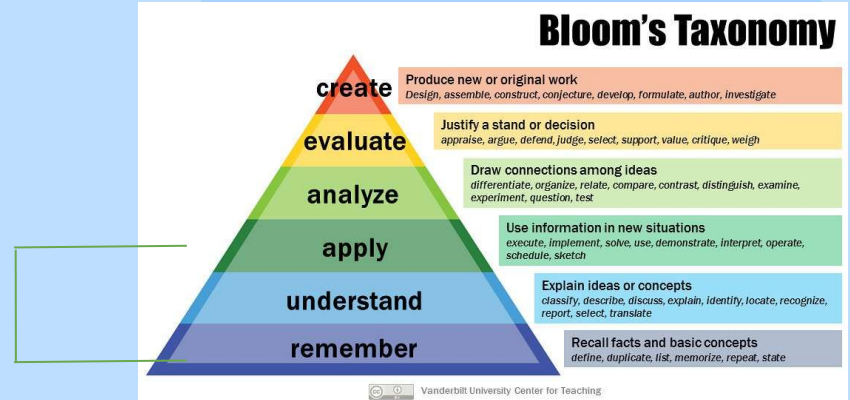 Bloom's Taxonomy
create
Produce new or original work
Design, assemble, construct, conjecture, develop, formulate, author, investigate
evaluate
Justify a stand or decision
appraise, argue, defend, judge, select, support, value, critique, weigh
analyze
Draw connections among ideas
differentiate, organize, relate, compare, contrast, distinguish, examine,
experiment, question, test
apply
Use information in new situations
execute, implement, solve, use, demonstrate, interpret, operate,
schedule, sketch
understand
Explain ideas or concepts
classify, describe, discuss, explain, identify, locate, recognize,
report, select, translate
remember
Recall facts and basic concepts
define, duplicate, list, memorize, repeat, state
cc
Vanderbilt University Center for Teaching